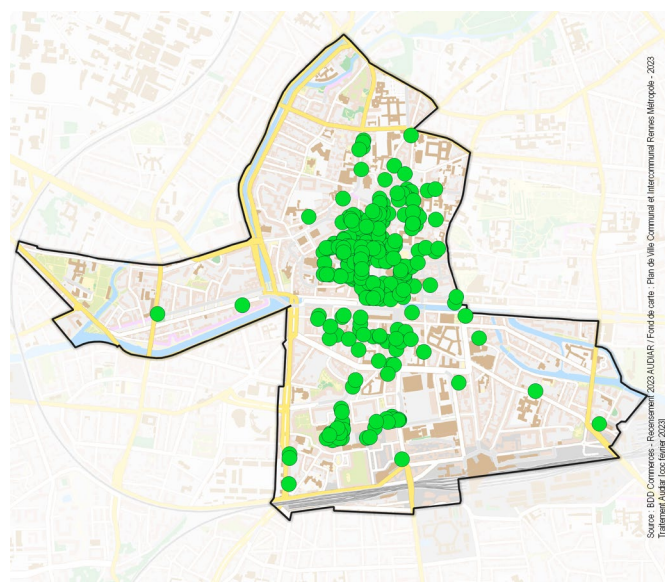 Source : BDD Commerces - Recensement 2023 AUDIAR / Fond de carte : Plan de Ville Communal et Intercommunal Rennes Métropole - 2023
Traitement Audiar (occ février 2023)